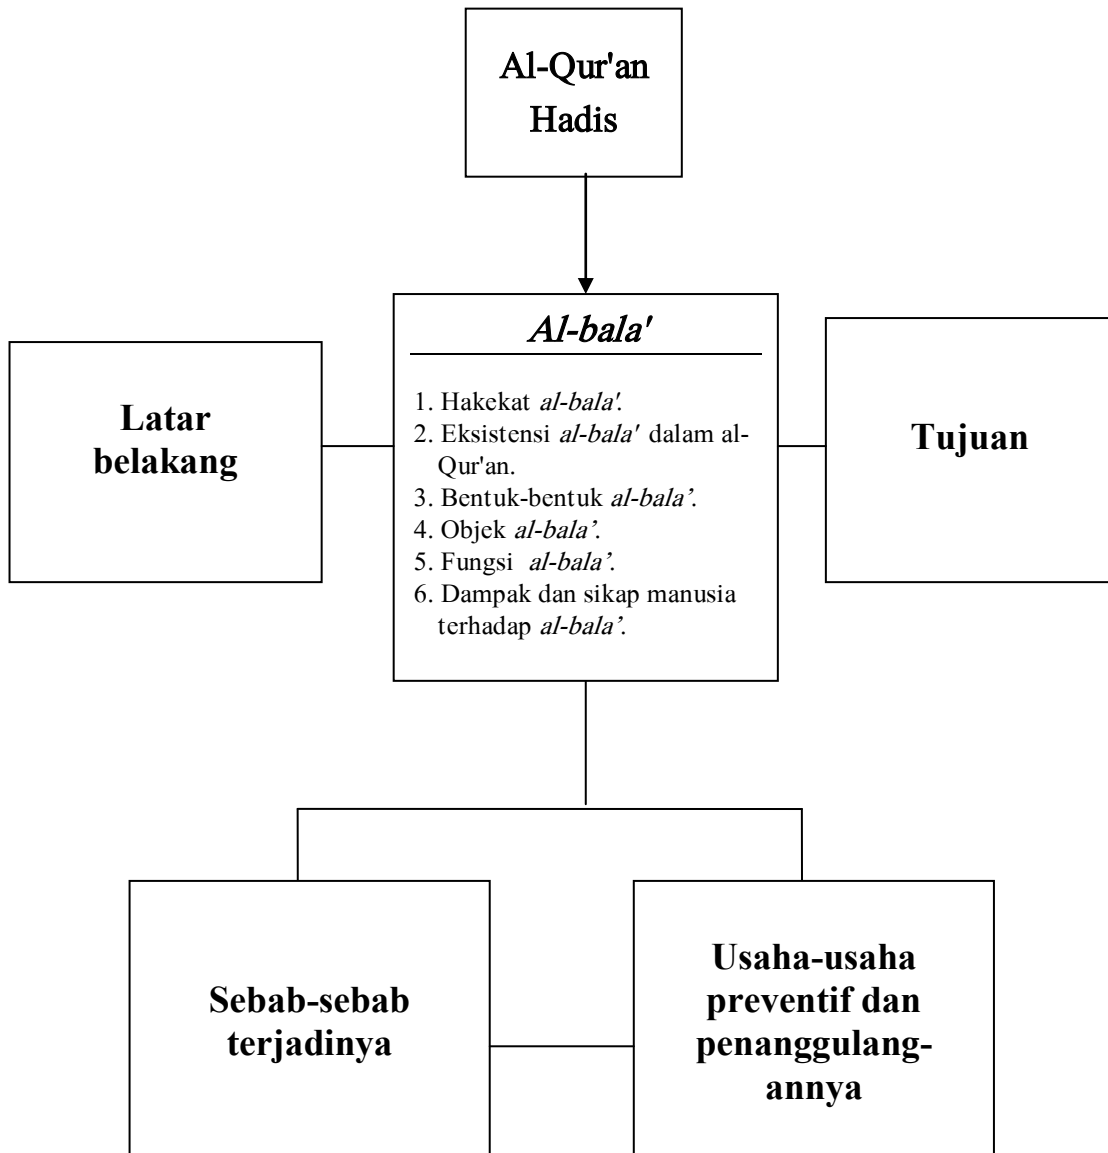 Al-Qur'an
Hadis
Al-bala'
1. Hakekat al-bala'.
2. Eksistensi al-bala' dalam al-
Qur'an.
3. Bentuk-bentuk al-bala’.
4. Objek al-bala’.
5. Fungsi al-bala’.
6. Dampak dan sikap manusia
terhadap al-bala’.
Latar
belakang
Tujuan
Sebab-sebab
terjadinya
Usaha-usaha
preventif dan
penanggulang-
annya